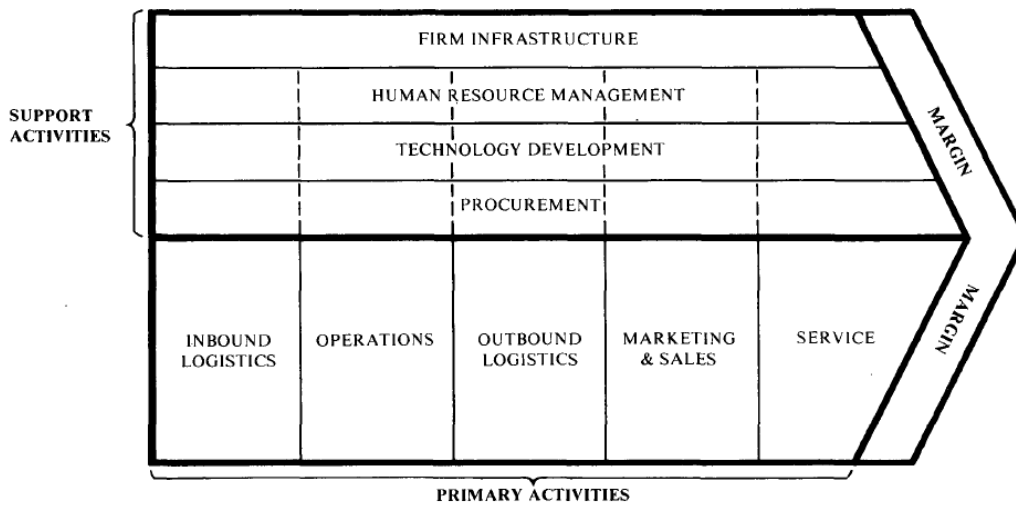 FIRM INFRASTRUCTURE
HUMAN RESOURCE MANAGEMENT
SUPPORT
ACTIVITIES
TECHNOLOGY DEVELOPMENT
PROCUREMENT
MARGIN
INBOUND
LOGISTICS
OPERATIONS
OUTBOUND
LOGISTICS
MARKETING
& SALES
SERVICE
MARGIN
PRIMARY ACTIVITIES